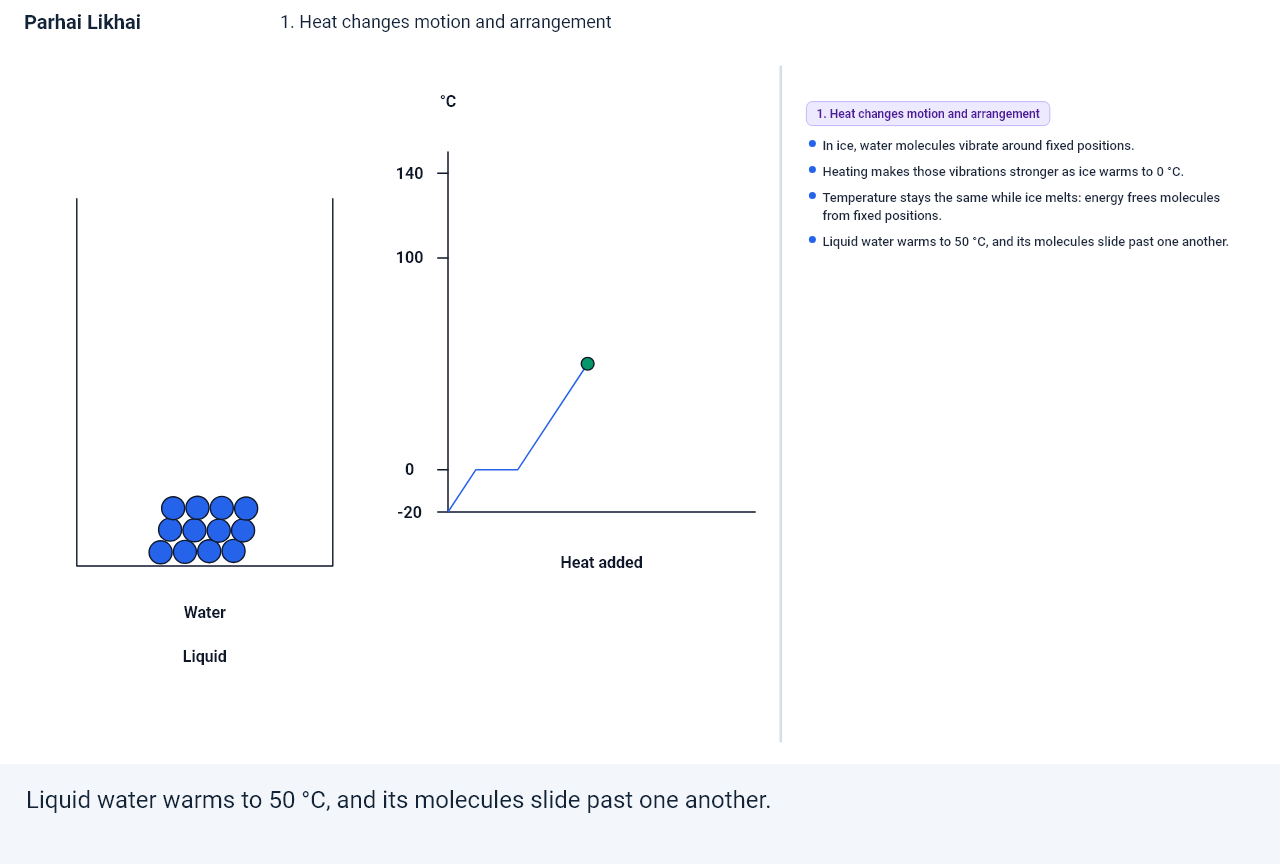 Parhai Likhai
1. Heat changes motion and arrangement
°C
140
100
0
-20
Heat added
Water
Liquid
1. Heat changes motion and arrangement
In ice, water molecules vibrate around fixed positions.
Heating makes those vibrations stronger as ice warms to 0 °C.
Temperature stays the same while ice melts: energy frees molecules
from fixed positions.
Liquid water warms to 50 °C, and its molecules slide past one another.
Liquid water warms to 50 °C, and its molecules slide past one another.